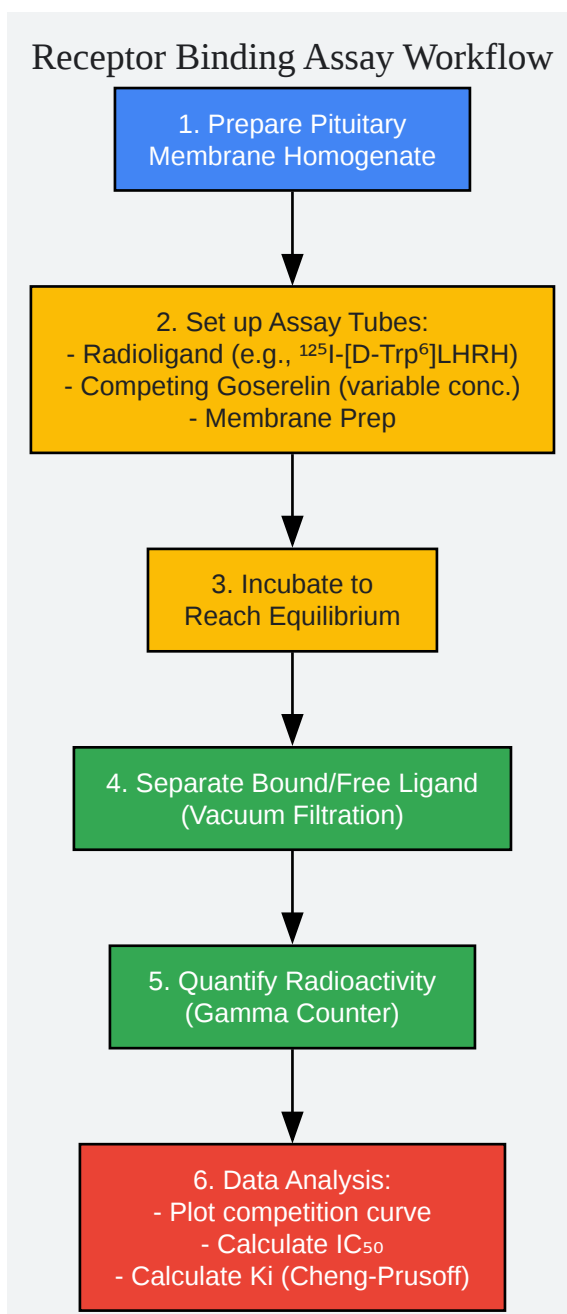 Receptor Binding Assay Workflow
1. Prepare Pituitary
Membrane Homogenate
2. Set up Assay Tubes:
- Radioligand (e.g., ¹²⁵I-[D-Trp⁶]LHRH)
- Competing Goserelin (variable conc.)
- Membrane Prep
3. Incubate to
Reach Equilibrium
4. Separate Bound/Free Ligand
(Vacuum Filtration)
5. Quantify Radioactivity
(Gamma Counter)
6. Data Analysis:
- Plot competition curve
- Calculate IC₅₀
- Calculate Ki (Cheng-Prusoff)